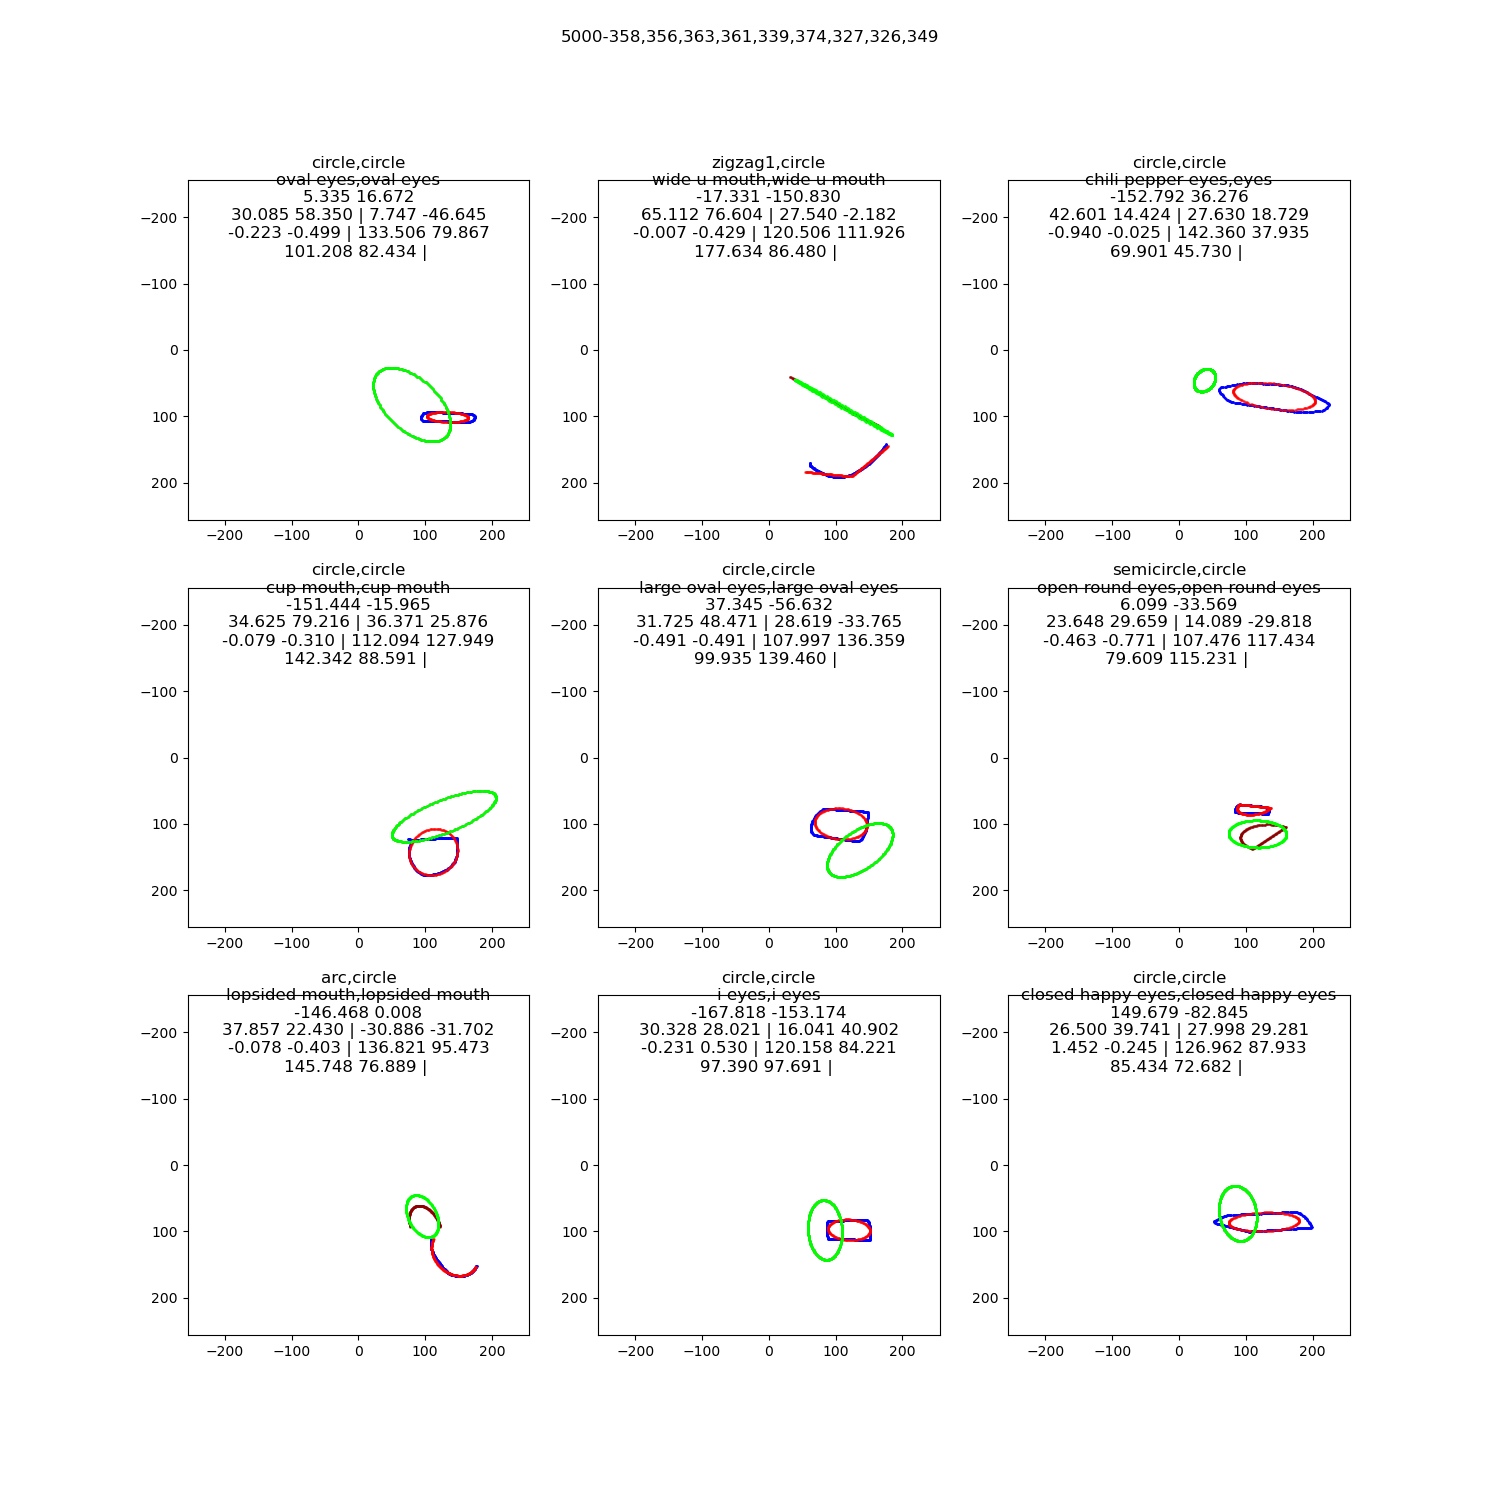 5000-358,356,363,361,339,374,327,326,349
circle,circle
oval eyes,oval eyes
5.335 16.672
30.085 58.350 | 7.747 -46.645
-0.223 -0.499 | 133.506 79.867
101.208 82.434 |
−200
−100
0
100
200
−200 −100 0 100 200
zigzag1,circle
wide u mouth,wide u mouth
-17.331 -150.830
65.112 76.604 | 27.540 -2.182
-0.007 -0.429 | 120.506 111.926
177.634 86.480 |
−200
−100
0
100
200
−200 −100 0 100 200
circle,circle
chili pepper eyes,eyes
-152.792 36.276
42.601 14.424 | 27.630 18.729
-0.940 -0.025 | 142.360 37.935
69.901 45.730 |
−200
−100
0
100
200
−200 −100 0 100 200
circle,circle
cup mouth,cup mouth
-151.444 -15.965
34.625 79.216 | 36.371 25.876
-0.079 -0.310 | 112.094 127.949
142.342 88.591 |
−200
−100
0
100
200
−200 −100 0 100 200
circle,circle
large oval eyes,large oval eyes
37.345 -56.632
31.725 48.471 | 28.619 -33.765
-0.491 -0.491 | 107.997 136.359
99.935 139.460 |
−200
−100
0
100
200
−200 −100 0 100 200
semicircle,circle
open round eyes,open round eyes
6.099 -33.569
23.648 29.659 | 14.089 -29.818
-0.463 -0.771 | 107.476 117.434
79.609 115.231 |
−200
−100
0
100
200
−200 −100 0 100 200
arc,circle
lopsided mouth,lopsided mouth
-146.468 0.008
37.857 22.430 | -30.886 -31.702
-0.078 -0.403 | 136.821 95.473
145.748 76.889 |
−200
−100
0
100
200
−200 −100 0 100 200
circle,circle
i eyes,i eyes
-167.818 -153.174
30.328 28.021 | 16.041 40.902
-0.231 0.530 | 120.158 84.221
97.390 97.691 |
−200
−100
0
100
200
−200 −100 0 100 200
circle,circle
closed happy eyes,closed happy eyes
149.679 -82.845
26.500 39.741 | 27.998 29.281
1.452 -0.245 | 126.962 87.933
85.434 72.682 |
−200
−100
0
100
200
−200 −100 0 100 200